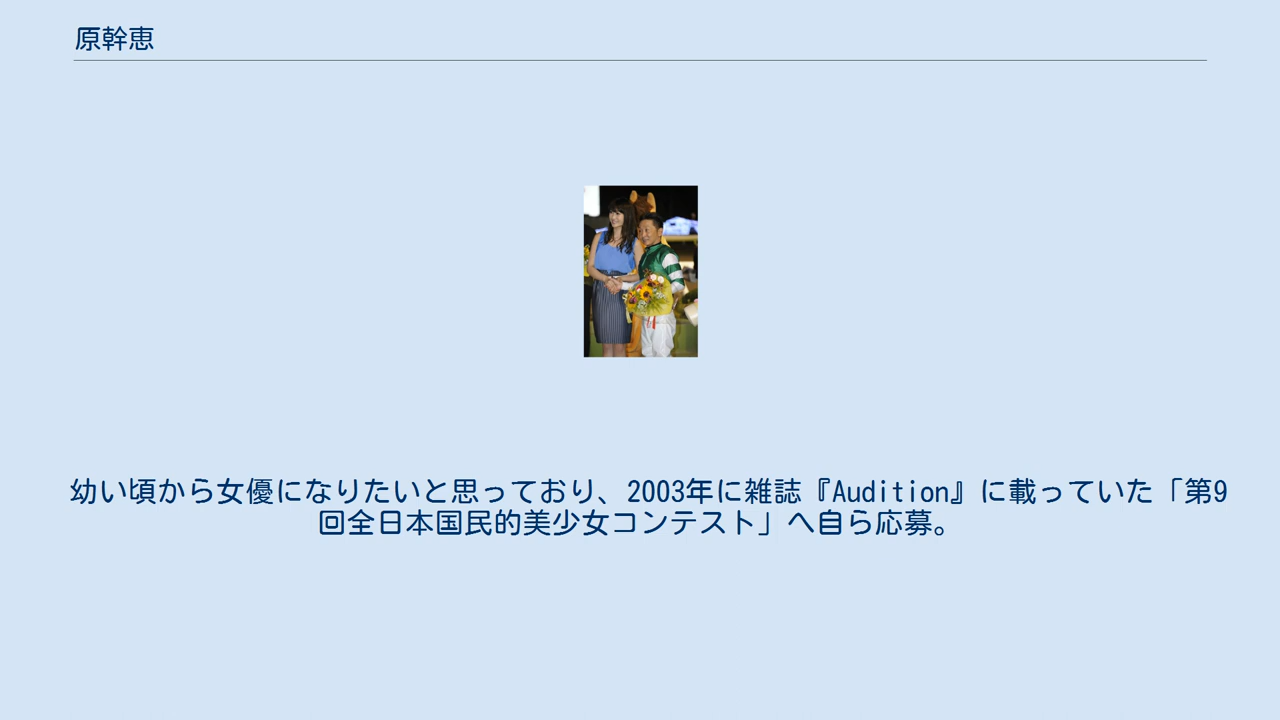 原幹恵
幼い頃から女優になりたいと思っており、2003年に雑誌『Audition』に載っていた「第9
回全日本国民的美少女コンテスト」へ自ら応募。